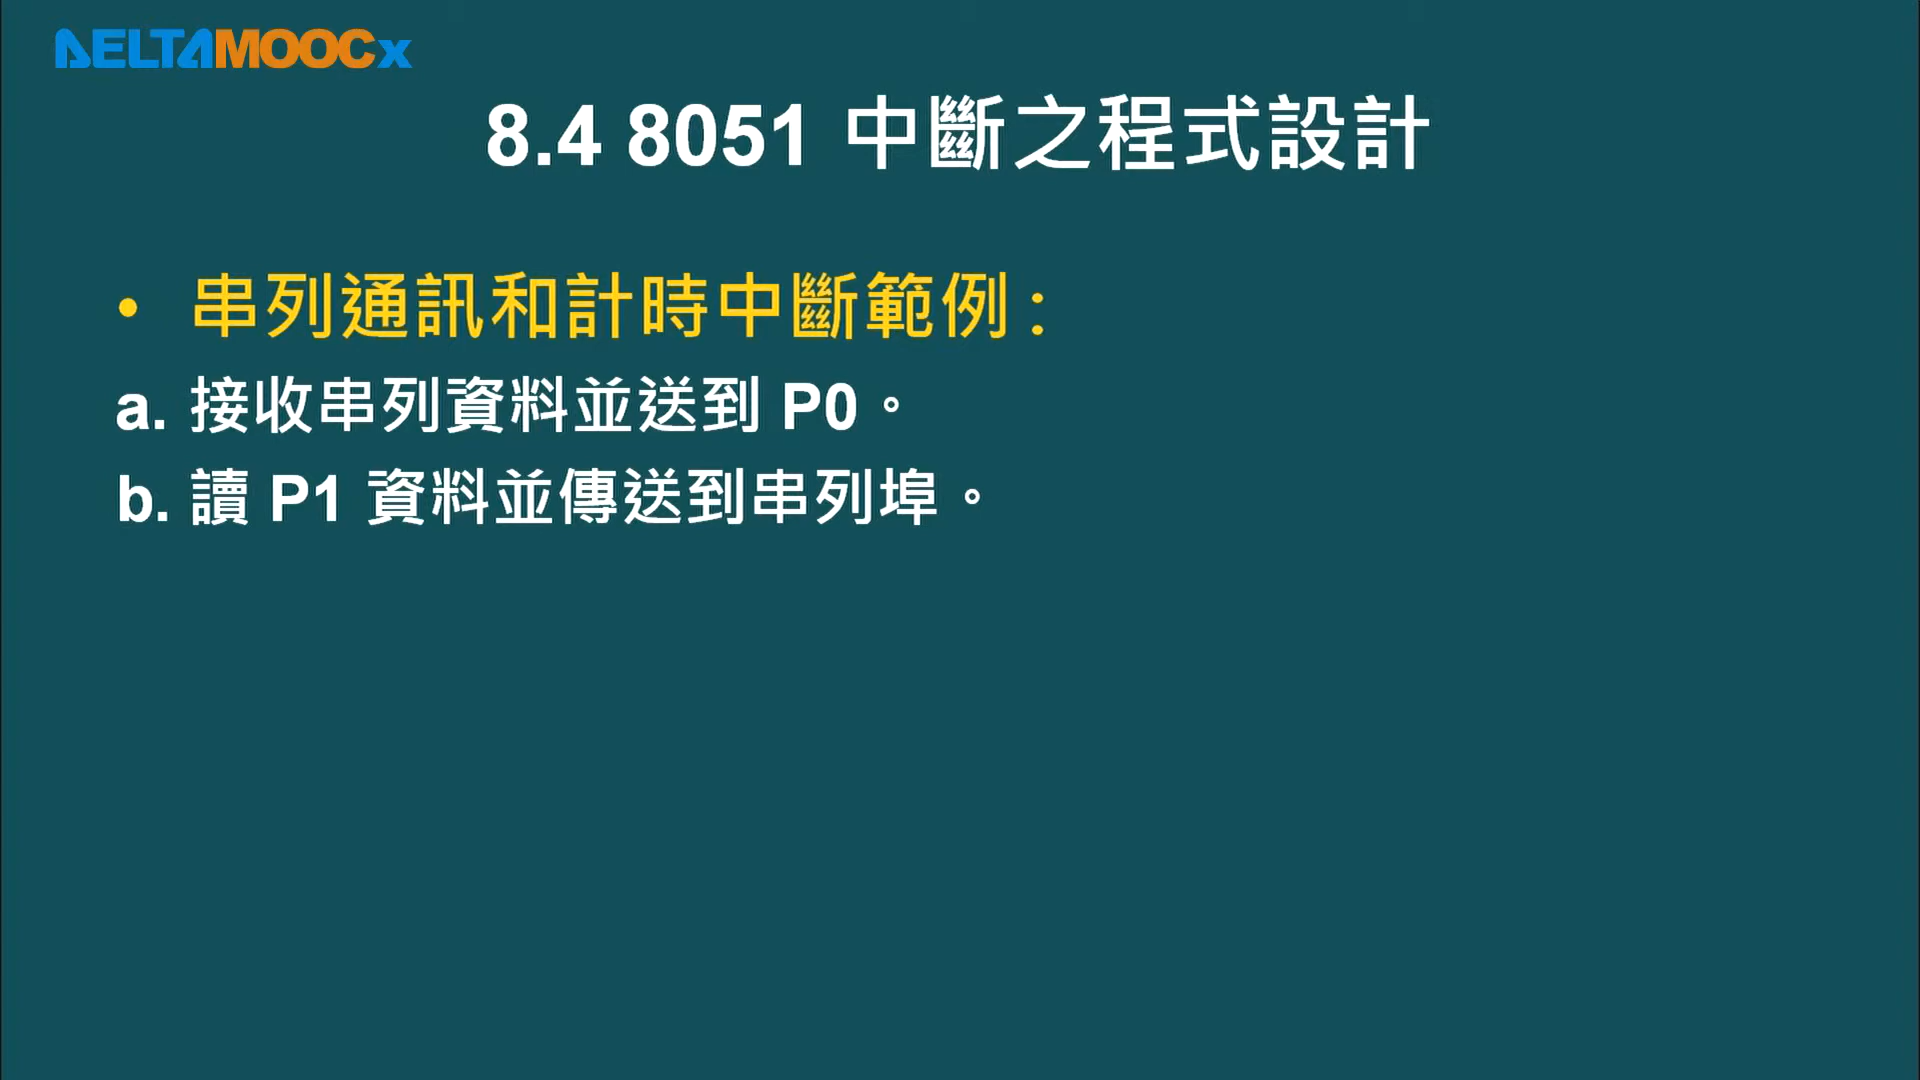 DELTAMOOCx
8.4 8051 中斷之程式設計
• 串列通訊和計時中斷範例：
a. 接收串列資料並送到 P0。
b. 讀 P1 資料並傳送到串列埠。